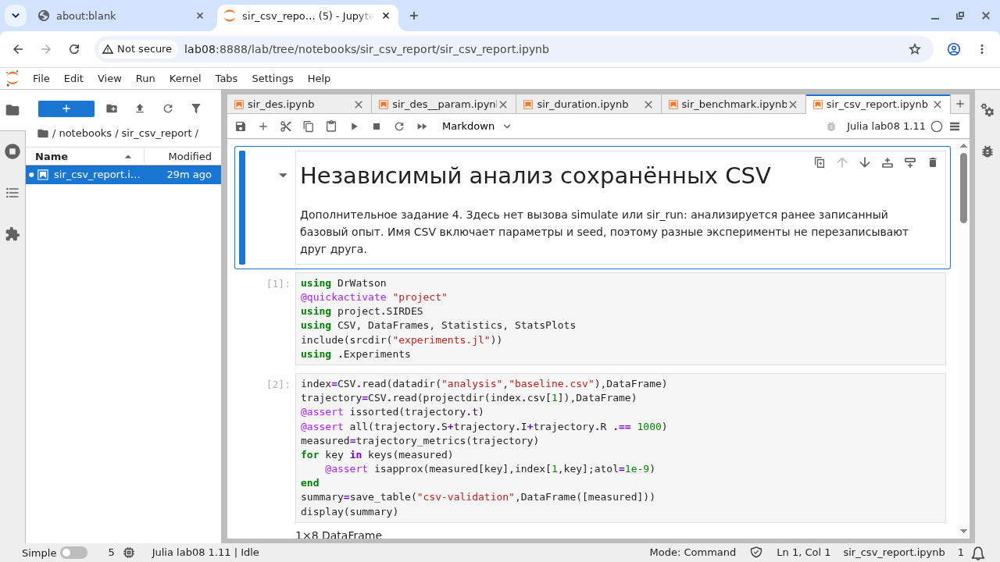 about:blank
sir_csv_repo... (5) - Jupyte
Not secure
lab08:8888/lab/tree/notebooks/sir_csv_report/sir_csv_report.ipynb
File Edit View Run Kernel Tabs Settings Help
sir_des.ipynb
sir_des__param.ipynl
sir_duration.ipynb
sir_benchmark.ipynb
sir_csv_report.ipynb
/ notebooks / sir_csv_report /
Markdown
Julia lab08 1.11
Name Modified
sir_csv_report.i... 29m ago
Независимый анализ сохранённых CSV
Дополнительное задание 4. Здесь нет вызова simulate или sir_run: анализируется ранее записанный
базовый опыт. Имя CSV включает параметры и seed, поэтому разные эксперименты не перезаписывают
друг друга.
[1]:
using DrWatson
@quickactivate "project"
using project.SIRDES
using CSV, DataFrames, Statistics, StatsPlots
include(srcdir("experiments.jl"))
using .Experiments
[2]:
index=CSV.read(datadir("analysis","baseline.csv"),DataFrame)
trajectory=CSV.read(projectdir(index.csv[1]),DataFrame)
@assert issorted(trajectory.t)
@assert all(trajectory.S+trajectory.I+trajectory.R .== 1000)
measured=trajectory_metrics(trajectory)
for key in keys(measured)
    @assert isapprox(measured[key],index[1,key];atol=1e-9)
end
summary=save_table("csv-validation",DataFrame([measured]))
display(summary)
1×8 DataFrame
Simple
5
Julia lab08 1.11 | Idle
Mode: Command
Ln 1, Col 1
sir_csv_report.ipynb
1